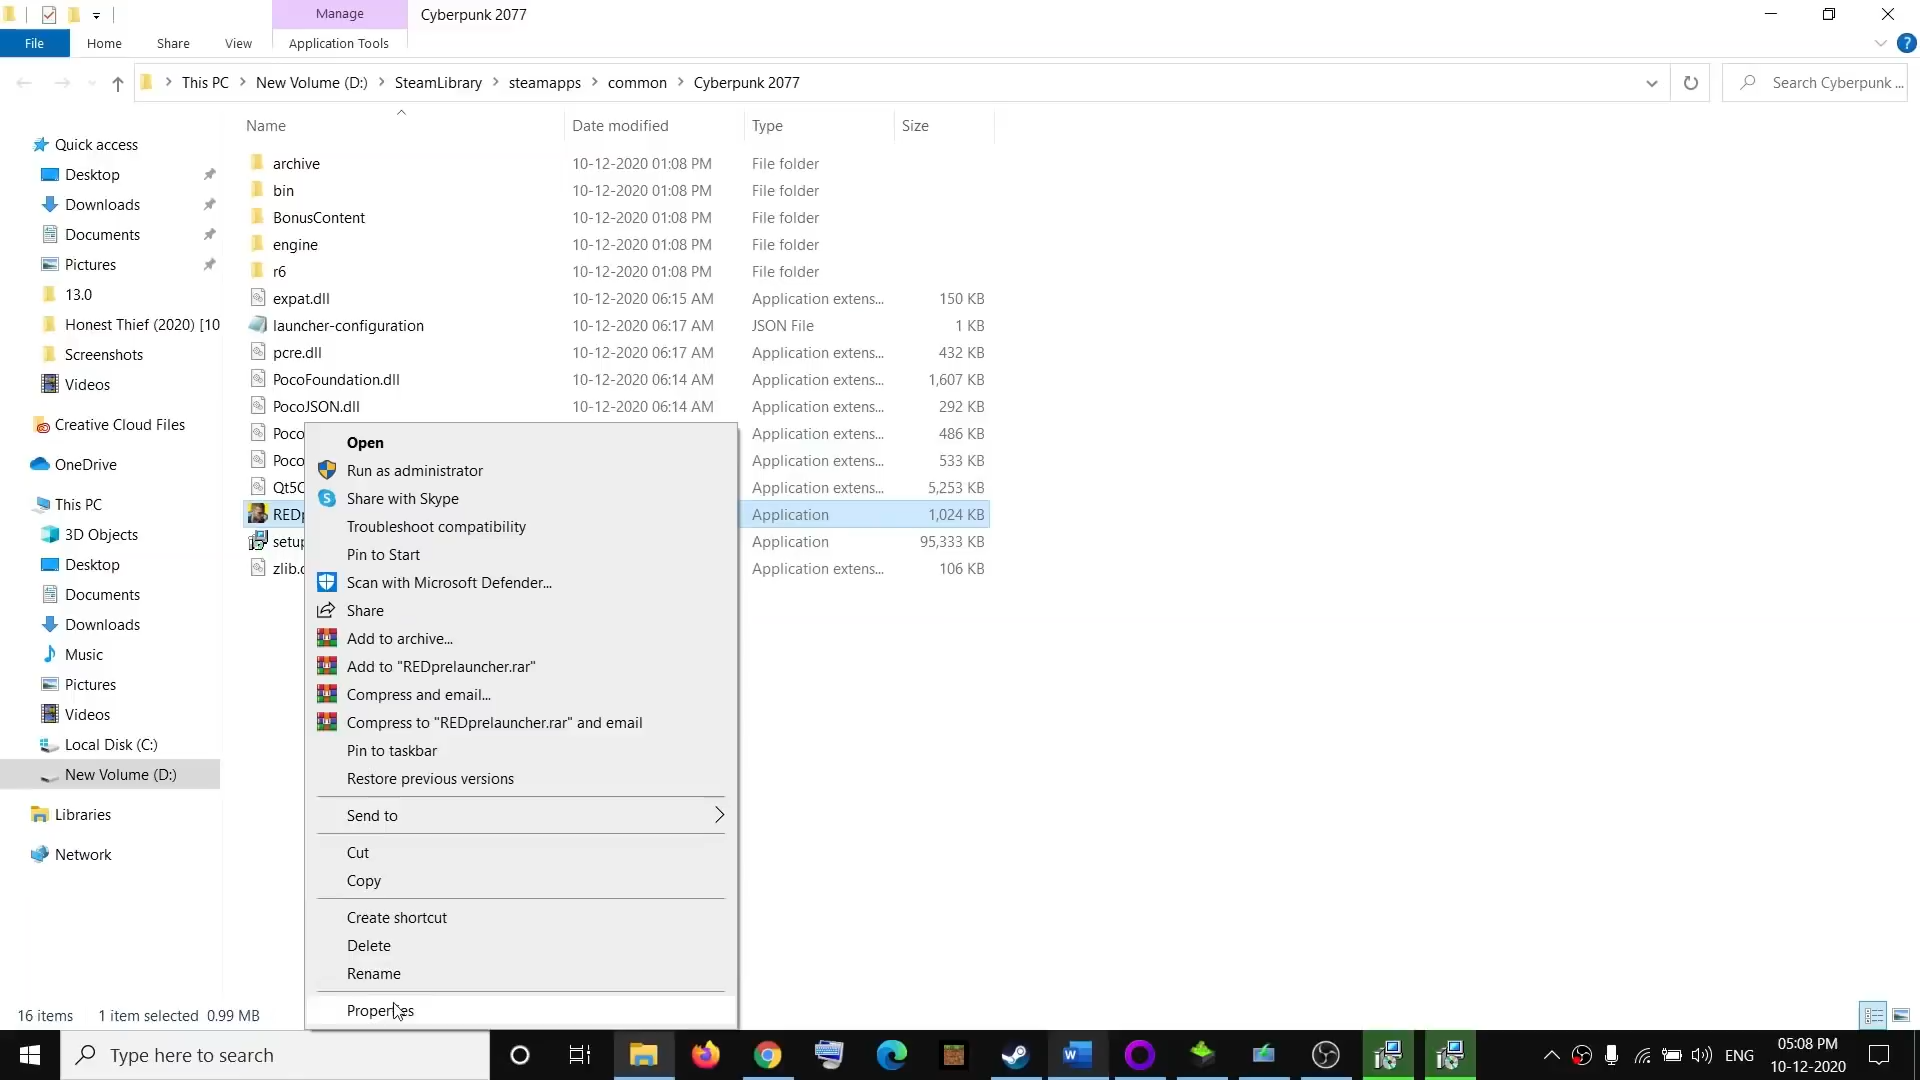 Manage
Cyberpunk 2077
File
Home
Share
View
Application Tools
This PC
New Volume (D:)
SteamLibrary
steamapps
common
Cyberpunk 2077
Search Cyberpunk ...
Name
Date modified
Type
Size
Quick access
Desktop
Downloads
Documents
Pictures
13.0
Honest Thief (2020) [10
Screenshots
Videos
Creative Cloud Files
OneDrive
This PC
3D Objects
Desktop
Documents
Downloads
Music
Pictures
Videos
Local Disk (C:)
New Volume (D:)
Libraries
Network
archive 10-12-2020 01:08 PM File folder
bin 10-12-2020 01:08 PM File folder
BonusContent 10-12-2020 01:08 PM File folder
engine 10-12-2020 01:08 PM File folder
r6 10-12-2020 01:08 PM File folder
expat.dll 10-12-2020 06:15 AM Application extens... 150 KB
launcher-configuration 10-12-2020 06:17 AM JSON File 1 KB
pcre.dll 10-12-2020 06:17 AM Application extens... 432 KB
PocoFoundation.dll 10-12-2020 06:14 AM Application extens... 1,607 KB
PocoJSON.dll 10-12-2020 06:14 AM Application extens... 292 KB
Poco Application extens... 486 KB
Poco Application extens... 533 KB
Qt5C Application extens... 5,253 KB
REDp Application 1,024 KB
setup Application 95,333 KB
zlib.d Application extens... 106 KB
Open
Run as administrator
Share with Skype
Troubleshoot compatibility
Pin to Start
Scan with Microsoft Defender...
Share
Add to archive...
Add to "REDprelauncher.rar"
Compress and email...
Compress to "REDprelauncher.rar" and email
Pin to taskbar
Restore previous versions
Send to
Cut
Copy
Create shortcut
Delete
Rename
Properties
16 items
1 item selected 0.99 MB
Type here to search
ENG
05:08 PM
10-12-2020